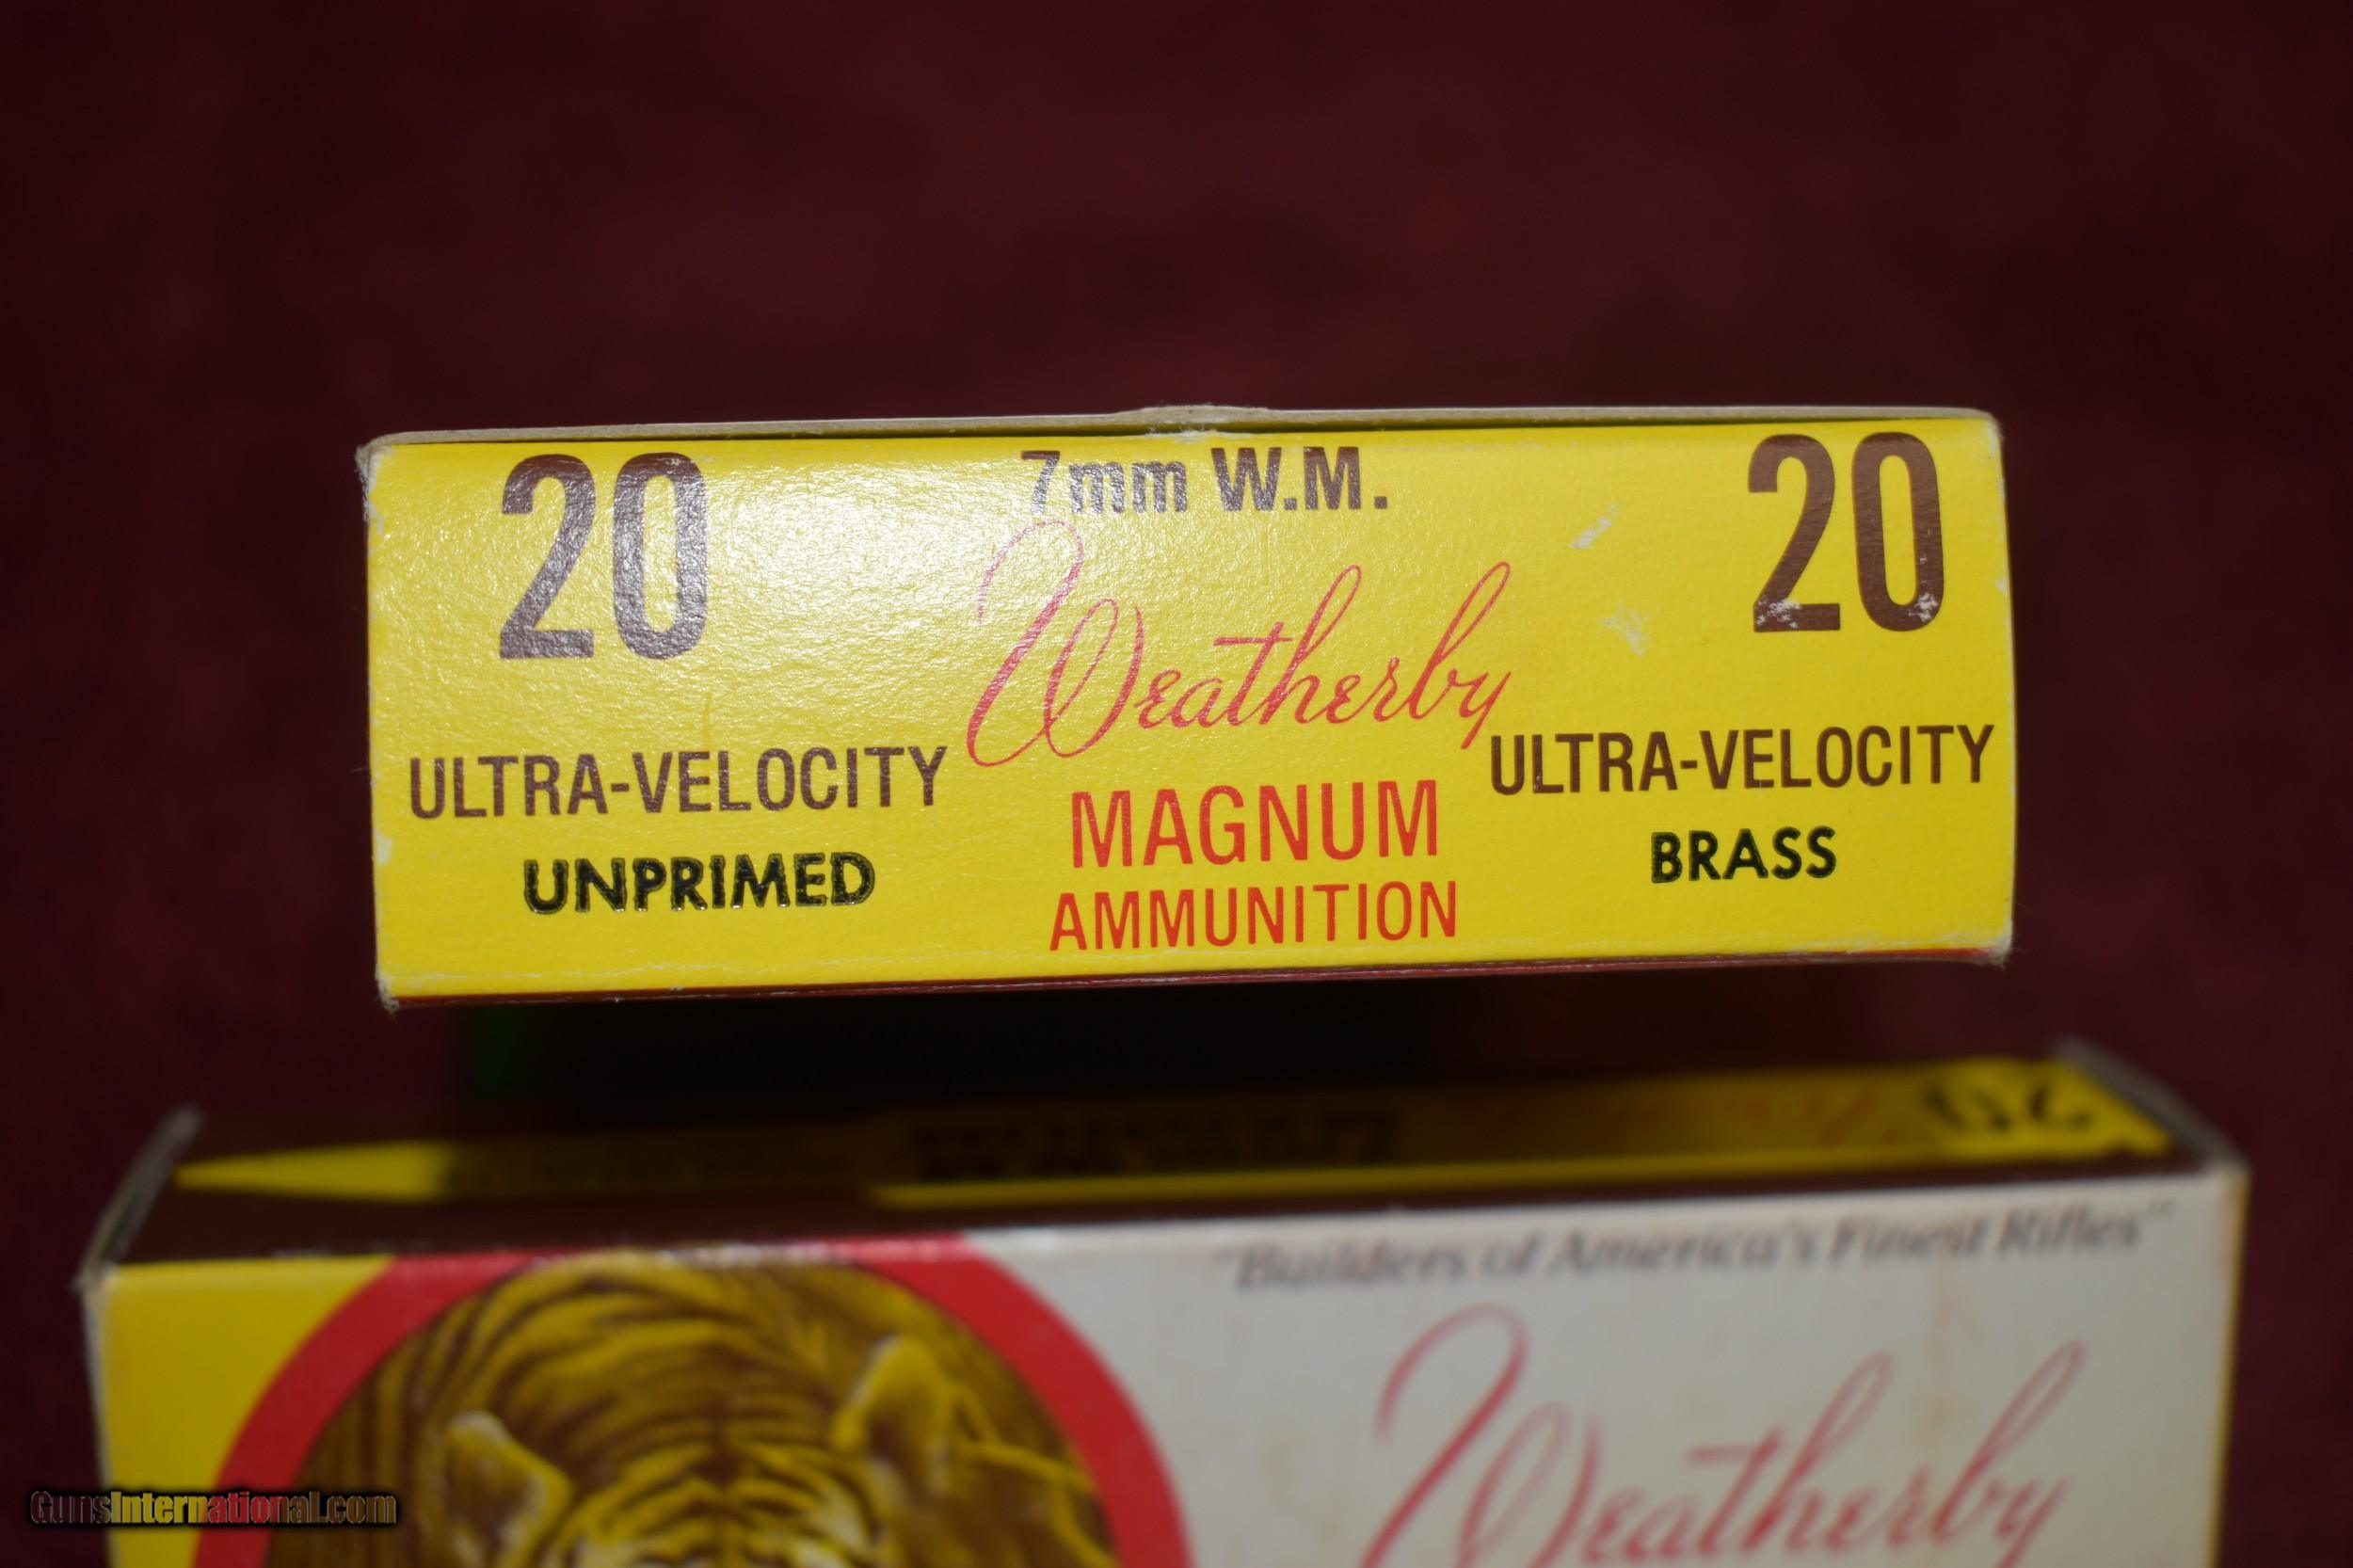 20 7mm W.M. 20
Weatherby
ULTRA-VELOCITY ULTRA-VELOCITY
UNPRIMED MAGNUM BRASS
AMMUNITION
20
"Builders of America's Finest Rifles"
Weatherby
GunsInternational.com